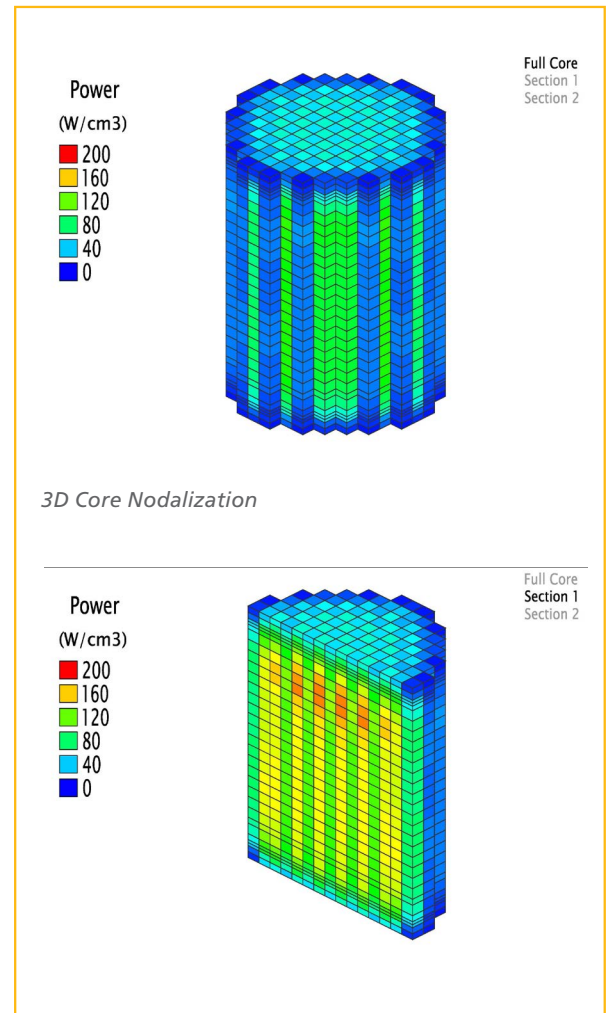 Full Core
Section 1
Section 2
Power
(W/cm3)
200
160
120
80
40
0
3D Core Nodalization
Full Core
Section 1
Section 2
Power
(W/cm3)
200
160
120
80
40
0